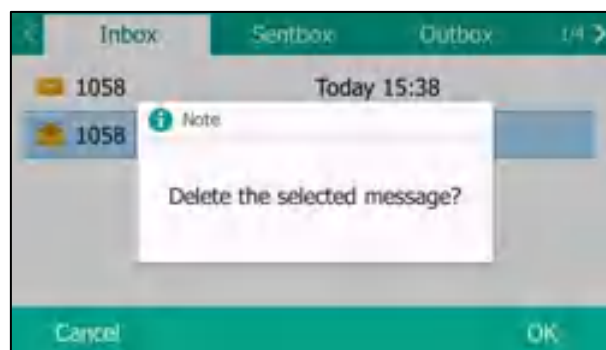 Inbox Sentbox Outbox 1/4
1058 Today 15:38
Note
1058
Delete the selected message?
Cancel OK